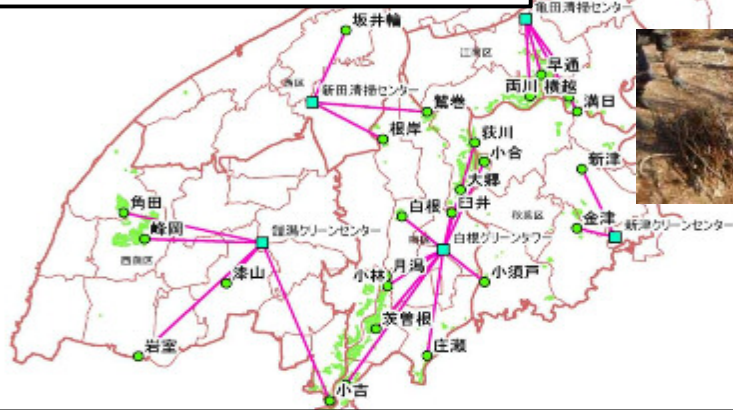 坂井輪
亀田清掃センター
江南区
早通
西区
新田清掃センター
両川
横越
溝日
鷲巻
根岸
荻川
小合
新津
大郷
角田
白根
臼井
秋葉区
金津
新津クリーンセンター
峰岡
鎧潟クリーンセンター
南区
白根グリーンタワー
西蒲区
漆山
小林
月潟
小須戸
茨曽根
岩室
庄瀬
小吉